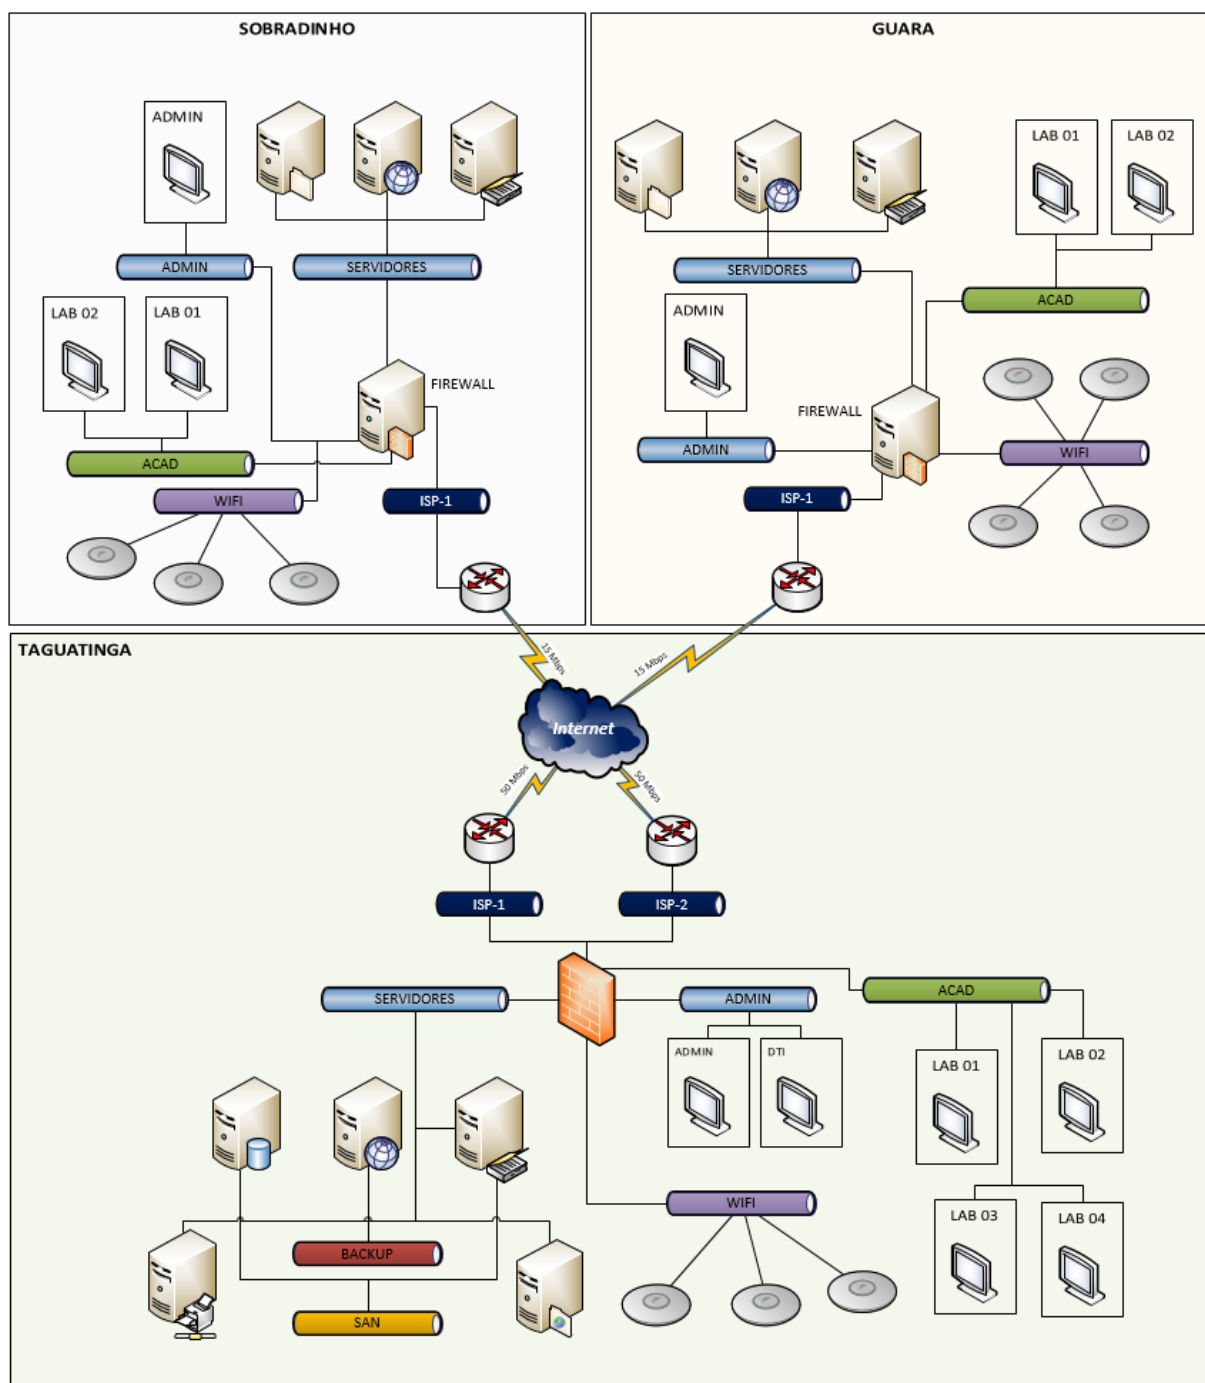 SOBRADINHO
ADMIN
ADMIN
SERVIDORES
LAB 02
LAB 01
FIREWALL
ACAD
WIFI
ISP-1
GUARA
LAB 01
LAB 02
SERVIDORES
ACAD
ADMIN
FIREWALL
ADMIN
WIFI
ISP-1
TAGUATINGA
15 Mbps
15 Mbps
Internet
50 Mbps
50 Mbps
ISP-1
ISP-2
SERVIDORES
ADMIN
ACAD
ADMIN
DTI
LAB 01
LAB 02
WIFI
LAB 03
LAB 04
BACKUP
SAN